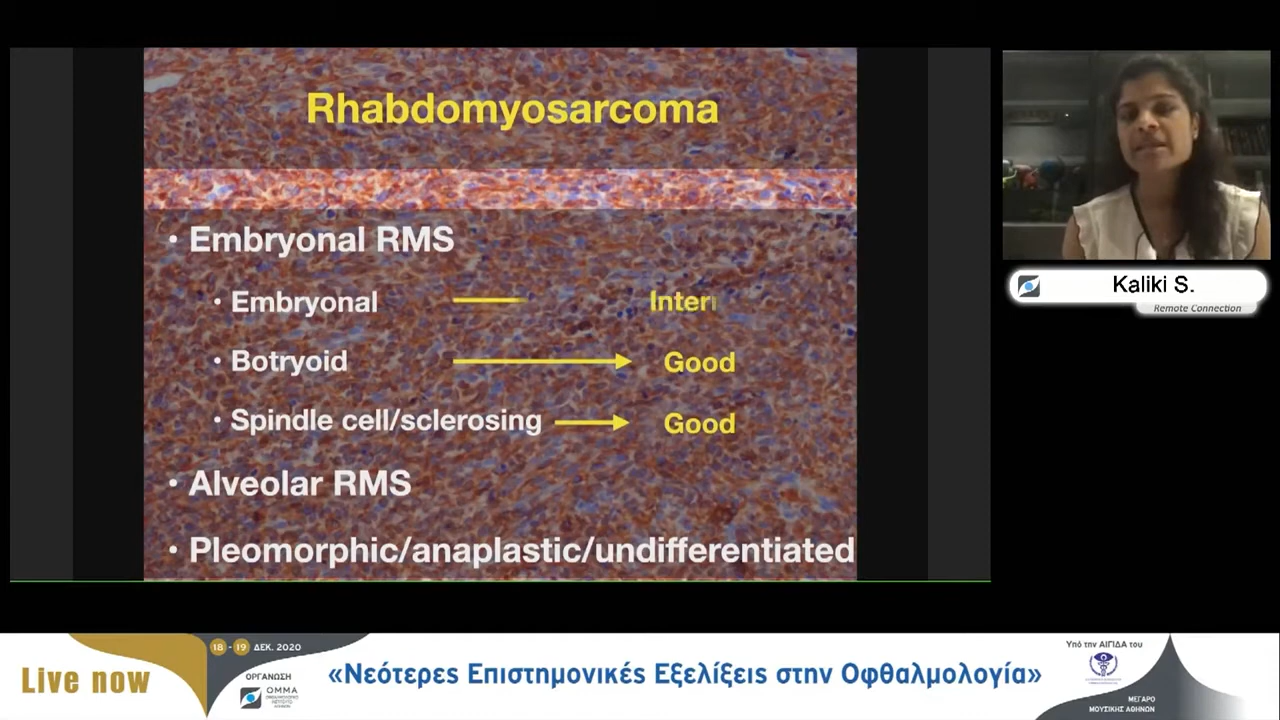 Rhabdomyosarcoma
• Embryonal RMS
• Embryonal Inter
• Botryoid Good
• Spindle cell/sclerosing Good
• Alveolar RMS
• Pleomorphic/anaplastic/undifferentiated
Kaliki S.
Remote Connection
Live now
18 - 19 ΔΕΚ. 2020
ΟΡΓΑΝΩΣΗ
ΟΜΜΑ
«Νεότερες Επιστημονικές Εξελίξεις στην Οφθαλμολογία»
Υπό την ΑΙΓΙΔΑ του
ΜΕΓΑΡΟ
ΜΟΥΣΙΚΗΣ ΑΘΗΝΩΝ